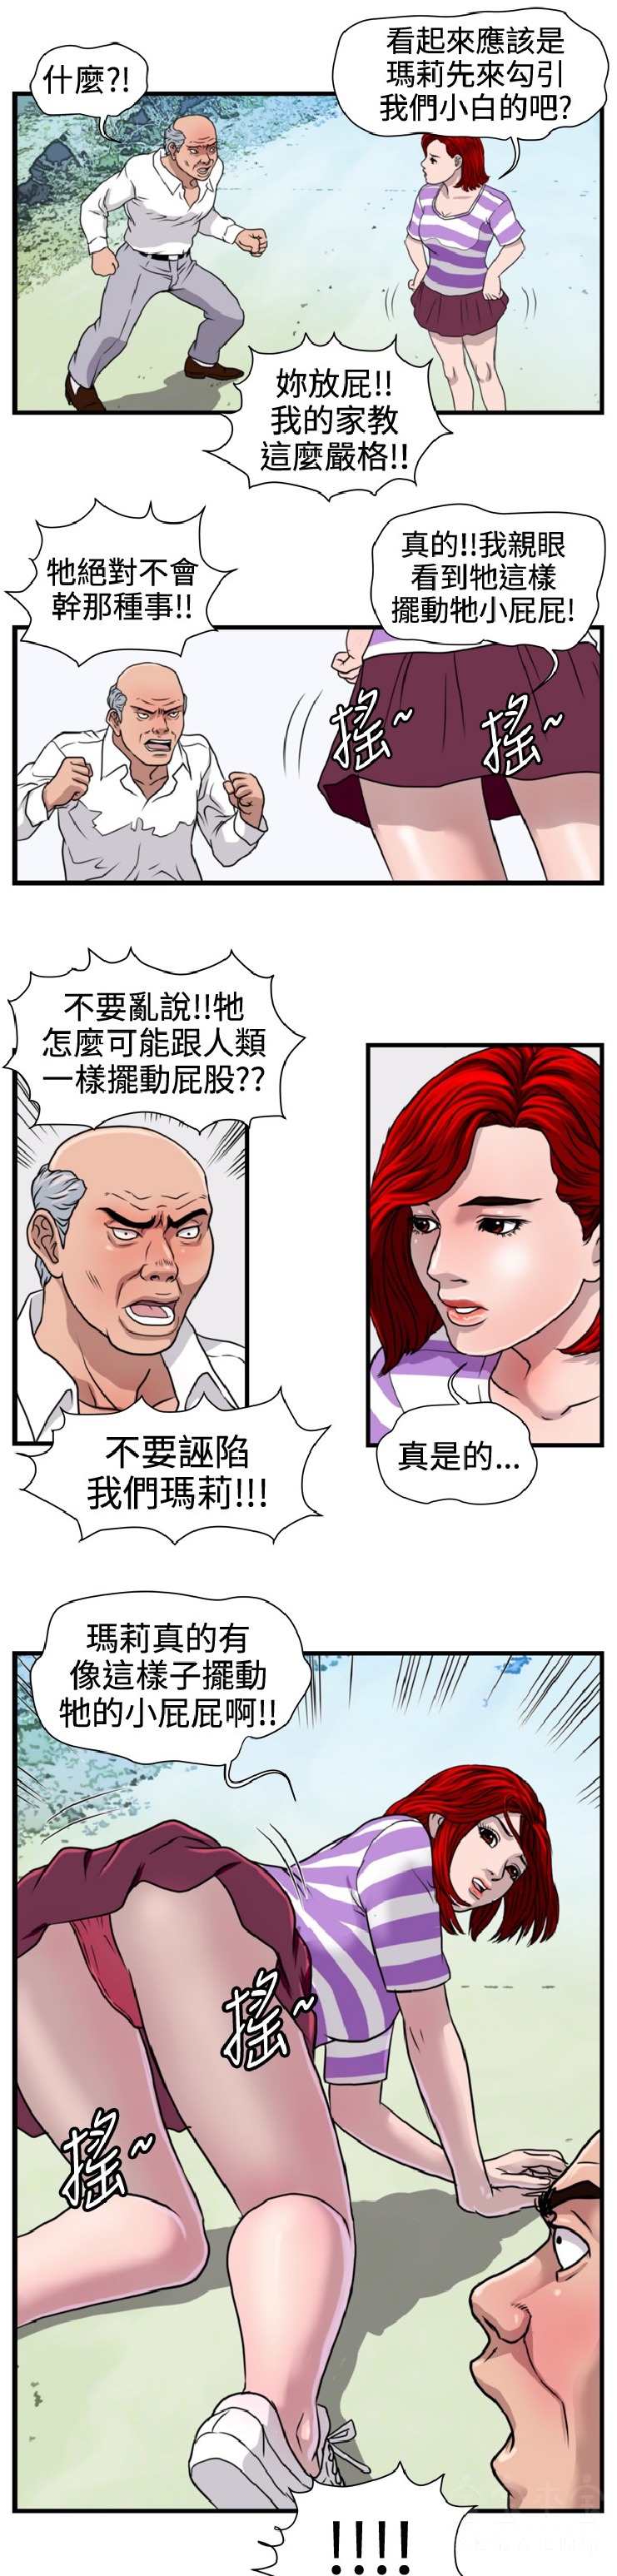 什麼?!
看起來應該是
瑪莉先來勾引
我們小白的吧?
妳放屁!!
我的家教
這麼嚴格!!
牠絕對不會
幹那種事!!
真的!!我親眼
看到牠這樣
擺動牠小屁屁!
搖~
搖~
不要亂說!!牠
怎麼可能跟人類
一樣擺動屁股??
不要誣陷
我們瑪莉!!!
真是的...
瑪莉真的有
像這樣子擺動
牠的小屁屁啊!!
搖~
搖~
!!!!